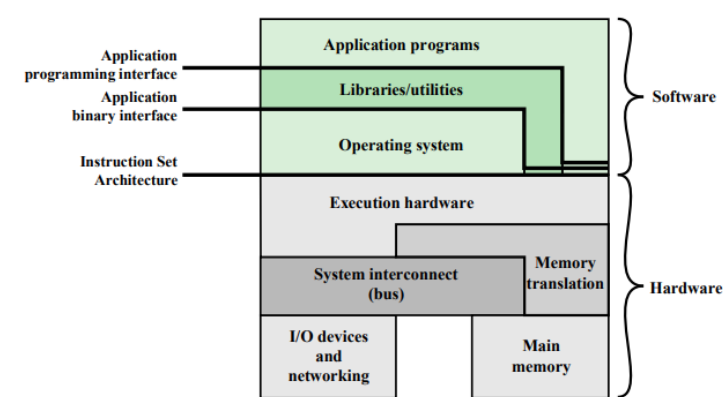 Application programs
Application
programming interface
Libraries/utilities
Software
Application
binary interface
Operating system
Instruction Set
Architecture
Execution hardware
Memory
translation
System interconnect
(bus)
Hardware
I/O devices
and
networking
Main
memory